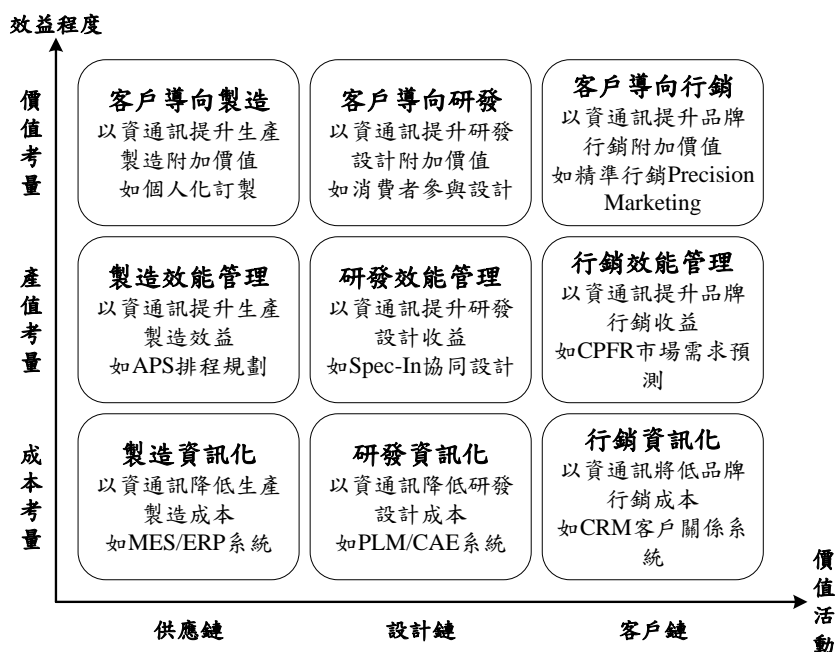 效益程度
價
值
考
量
客戶導向製造
以資通訊提升生產
製造附加價值
如個人化訂製
客戶導向研發
以資通訊提升研發
設計附加價值
如消費者參與設計
客戶導向行銷
以資通訊提升品牌
行銷附加價值
如精準行銷Precision
Marketing
產
值
考
量
製造效能管理
以資通訊提升生產
製造效益
如APS排程規劃
研發效能管理
以資通訊提升研發
設計收益
如Spec-In協同設計
行銷效能管理
以資通訊提升品牌
行銷收益
如CPFR市場需求預
測
成
本
考
量
製造資訊化
以資通訊降低生產
製造成本
如MES/ERP系統
研發資訊化
以資通訊降低研發
設計成本
如PLM/CAE系統
行銷資訊化
以資通訊將低品牌
行銷成本
如CRM客戶關係系
統
供應鏈
設計鏈
客戶鏈
價
值
活
動